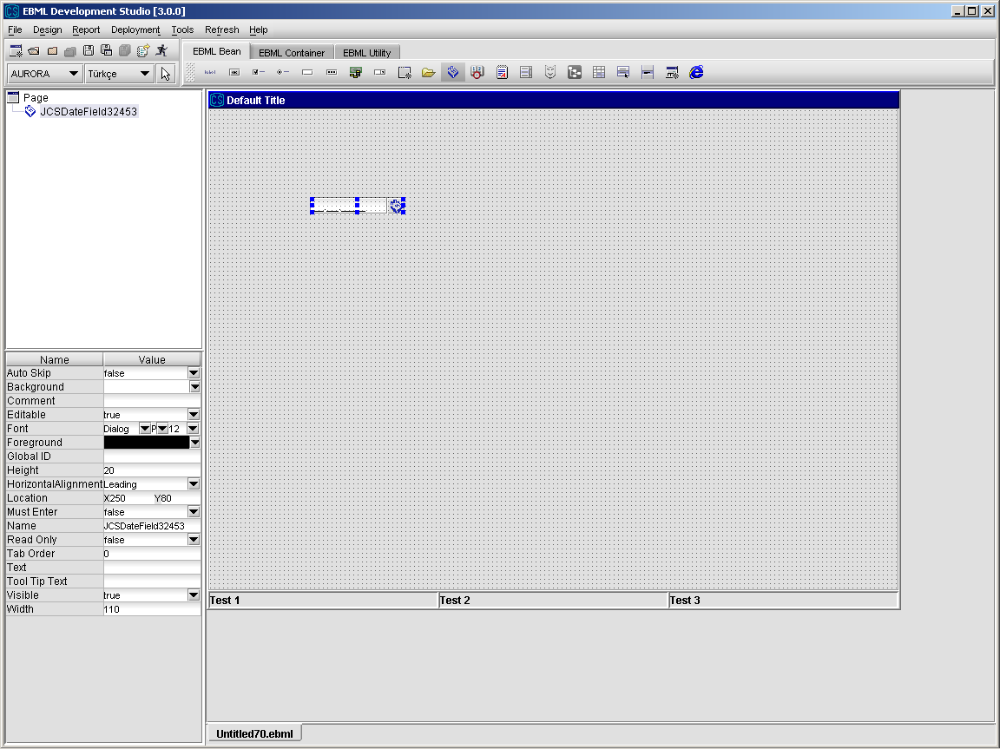 EBML Development Studio [3.0.0]
File Design Report Deployment Tools Refresh Help
EBML Bean EBML Container EBML Utility
AURORA Türkçe
Page
JCSDateField32453
CS Default Title
Name Value
Auto Skip false
Background
Comment
Editable true
Font Dialog P 12
Foreground
Global ID
Height 20
HorizontalAlignment Leading
Location X250 Y80
Must Enter false
Name JCSDateField32453
Read Only false
Tab Order 0
Text
Tool Tip Text
Visible true
Width 110
Test 1 Test 2 Test 3
Untitled70.ebml